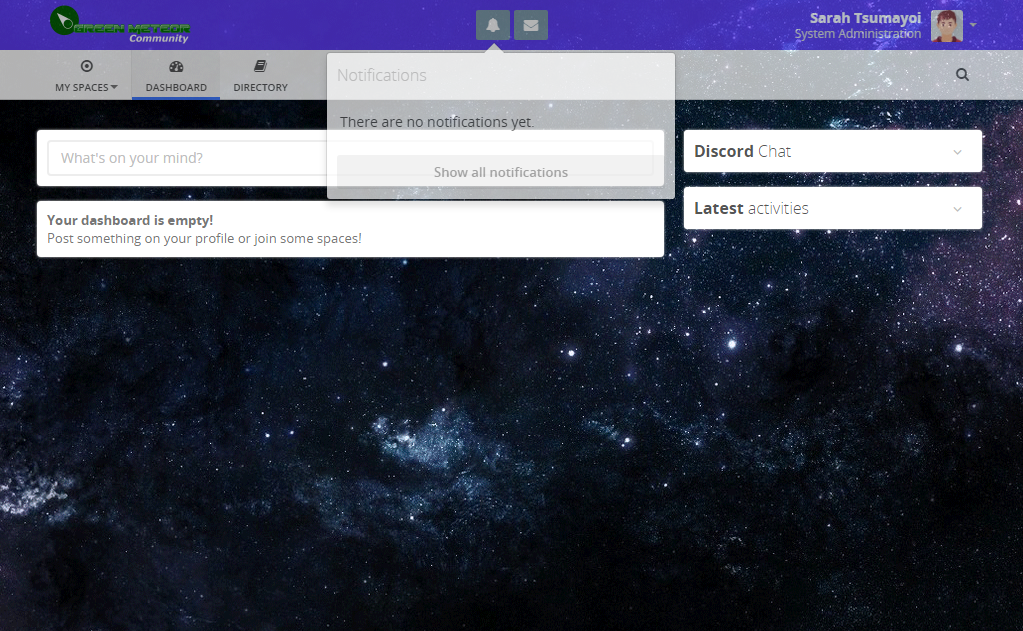 GREEN METEOR
Community
Sarah Tsumayoi
System Administration
MY SPACES
DASHBOARD
DIRECTORY
Notifications
There are no notifications yet.
Show all notifications
What's on your mind?
Your dashboard is empty!
Post something on your profile or join some spaces!
Discord Chat
Latest activities